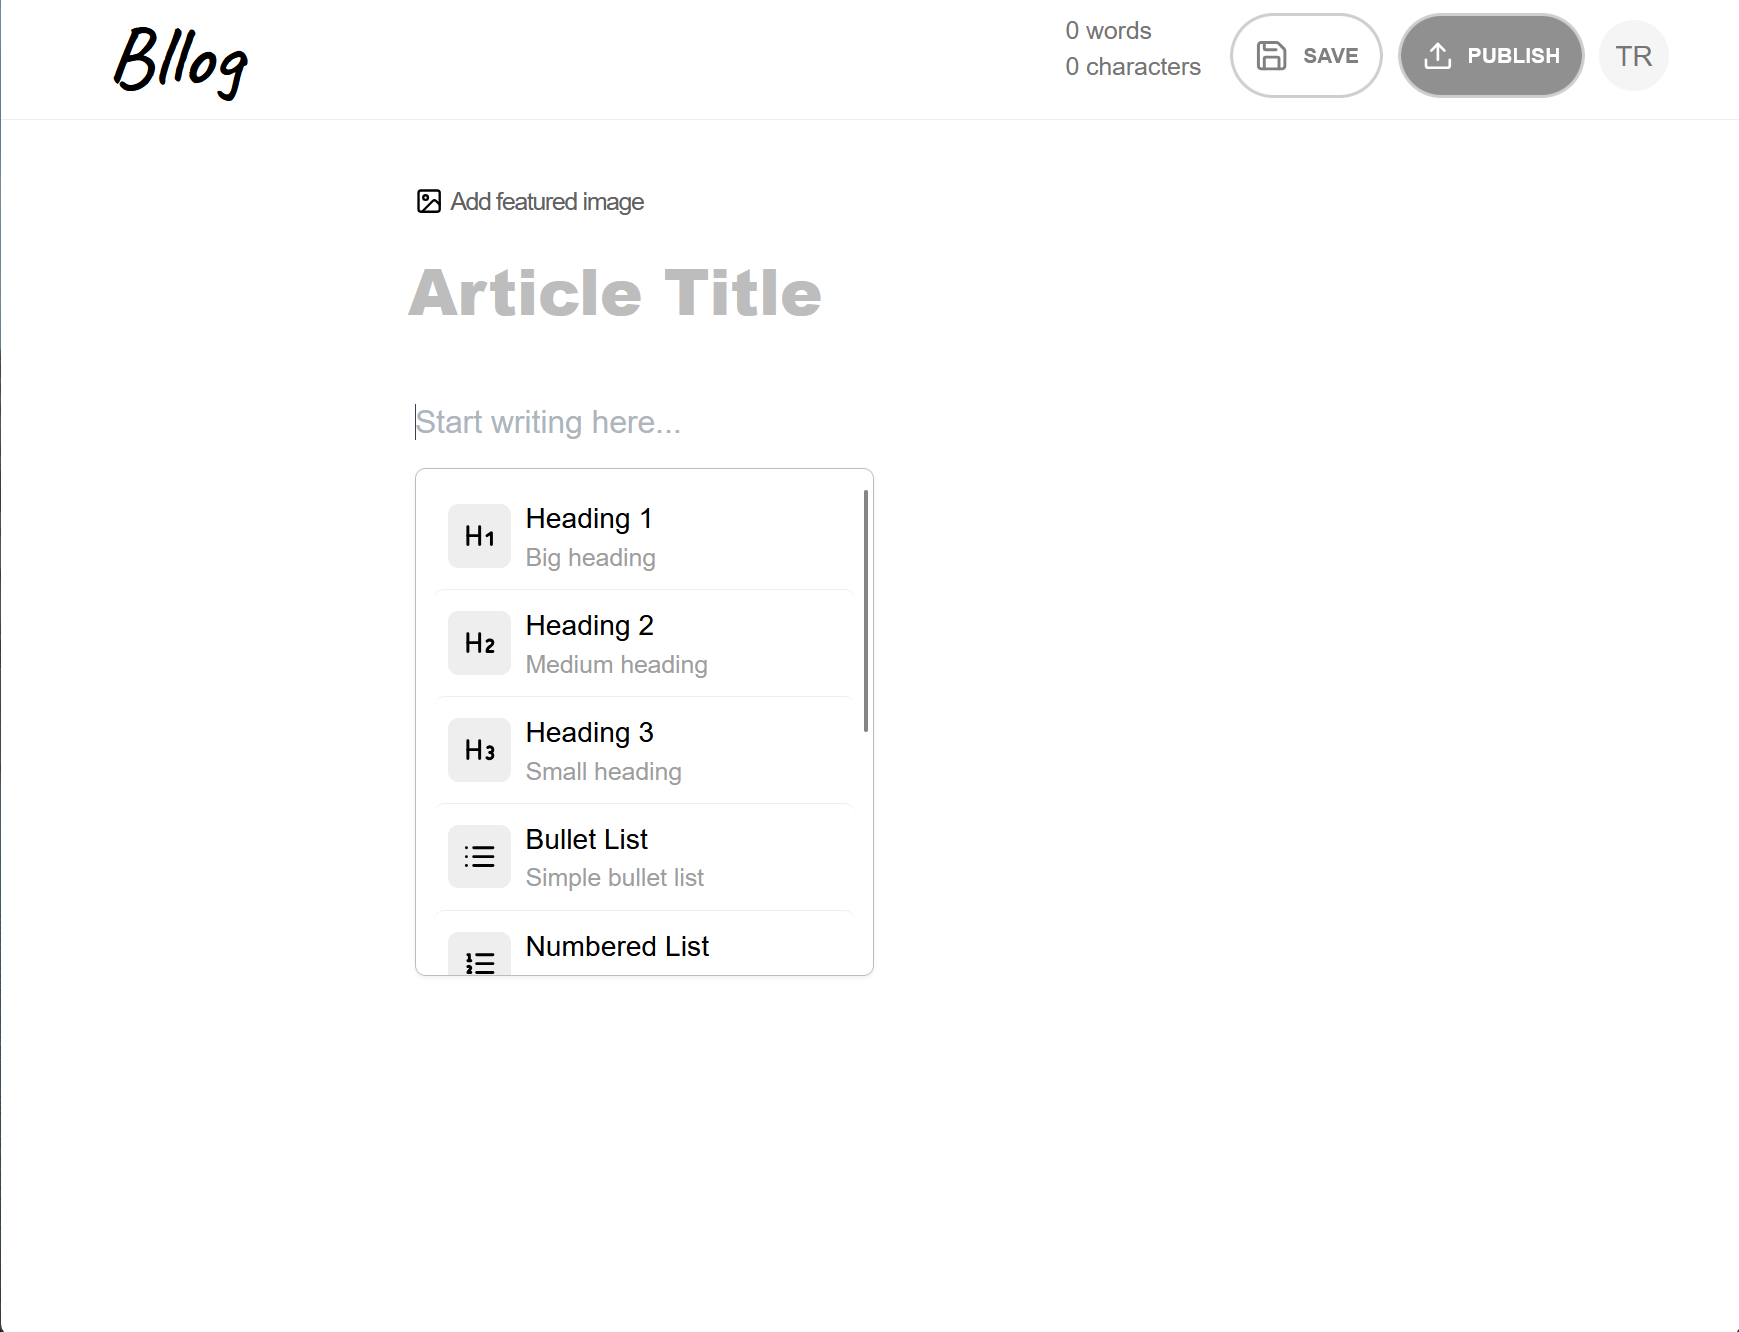 Bllog
0 words
0 characters
SAVE
PUBLISH
TR
Add featured image
Article Title
Start writing here...
H1
Heading 1
Big heading
H2
Heading 2
Medium heading
H3
Heading 3
Small heading
Bullet List
Simple bullet list
Numbered List